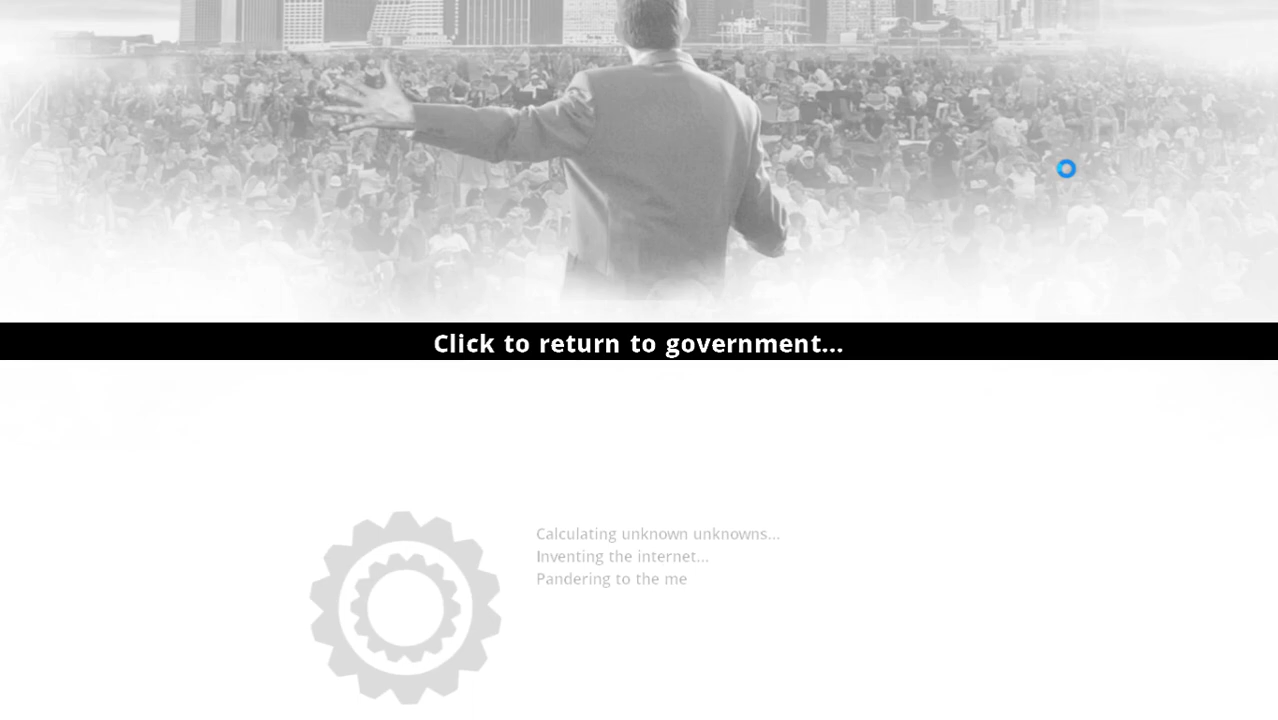 Click to return to government...
Calculating unknown unknowns...
Inventing the internet...
Pandering to the me